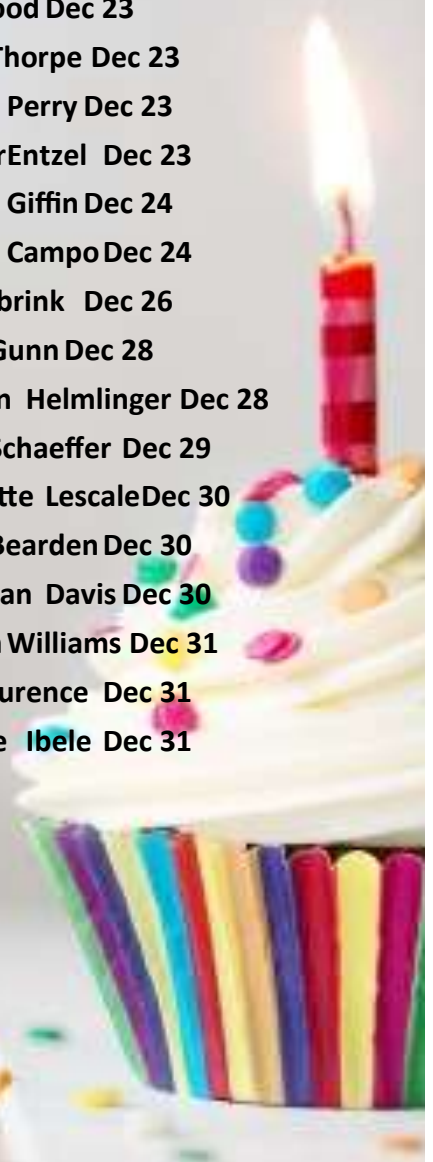 ood Dec 23
Thorpe Dec 23
Perry Dec 23
rEntzel Dec 23
Giffin Dec 24
Campo Dec 24
brink Dec 26
Gunn Dec 28
n Helmlinger Dec 28
Schaeffer Dec 29
tte LescaleDec 30
Bearden Dec 30
an Davis Dec 30
Williams Dec 31
urence Dec 31
e Ibele Dec 31